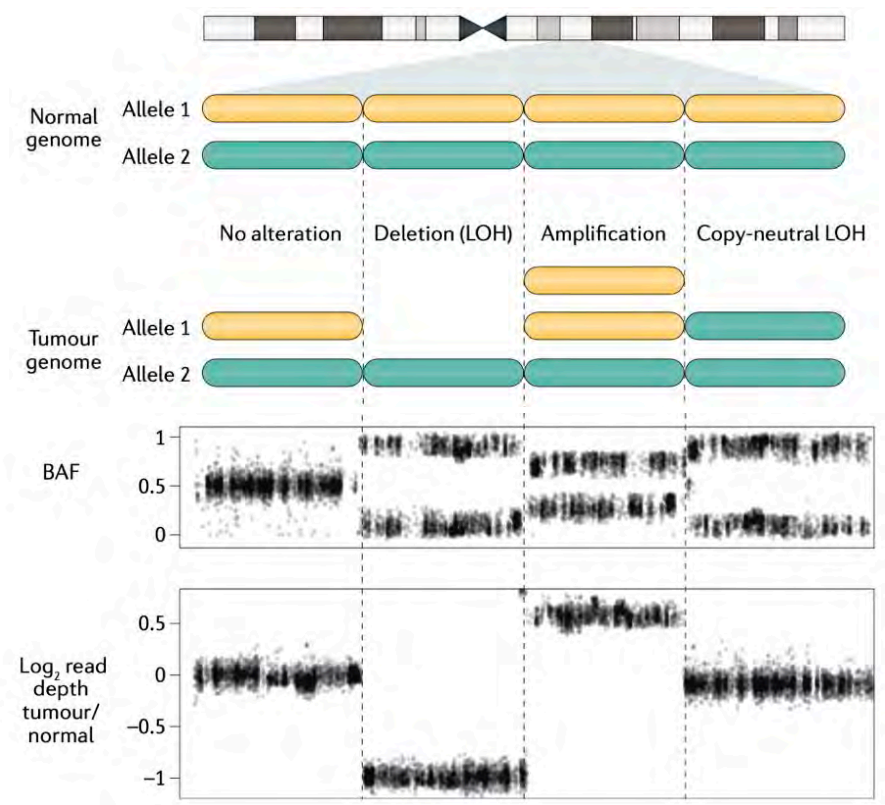 Normal
genome
Allele 1
Allele 2
No alteration
Deletion (LOH)
Amplification
Copy-neutral LOH
Tumour
genome
Allele 1
Allele 2
BAF
1
0.5
0
Log₂ read
depth
tumour/
normal
0.5
0
−0.5
−1